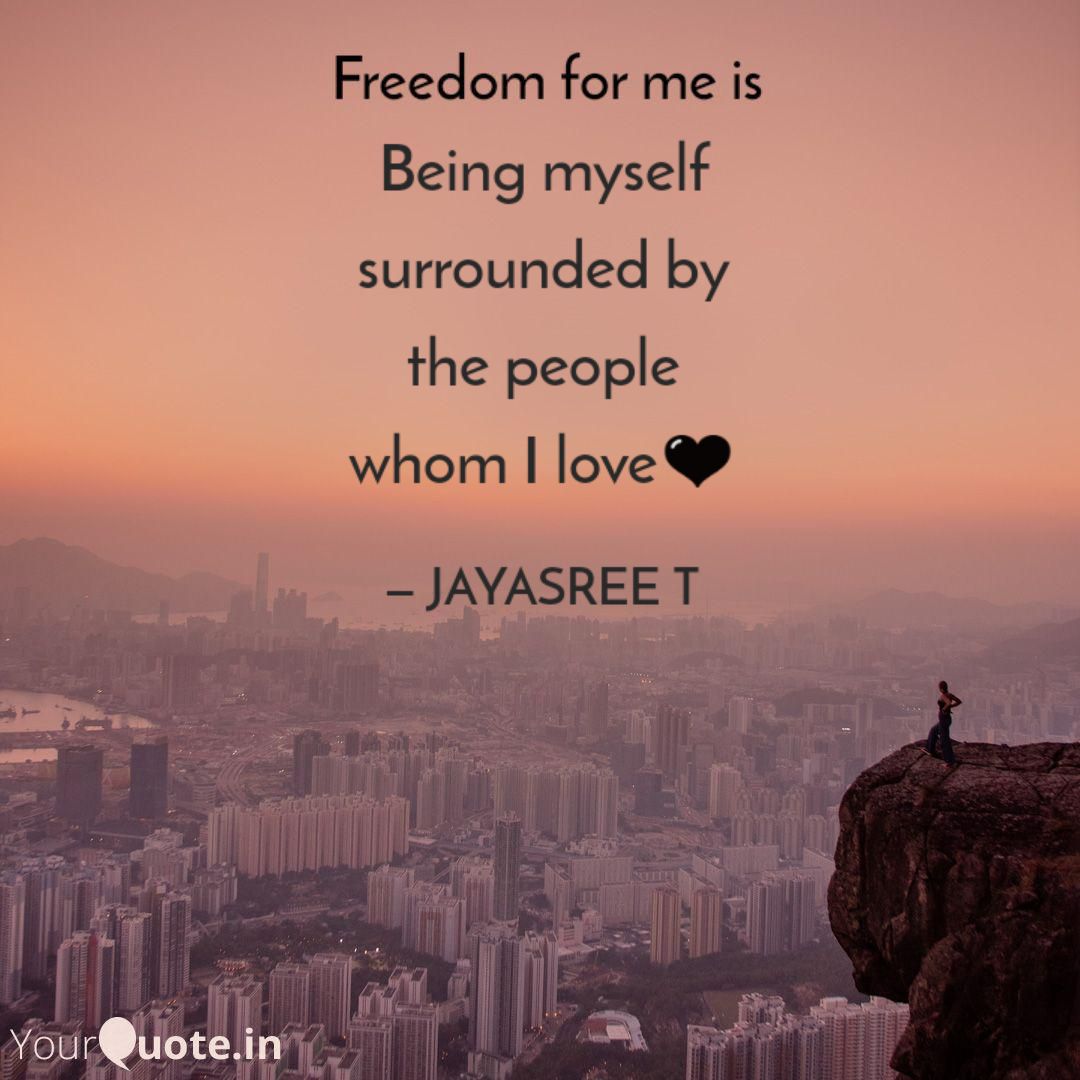 Freedom for me is
Being myself
surrounded by
the people
whom I love🖤
– JAYASREE T
YourQuote.in